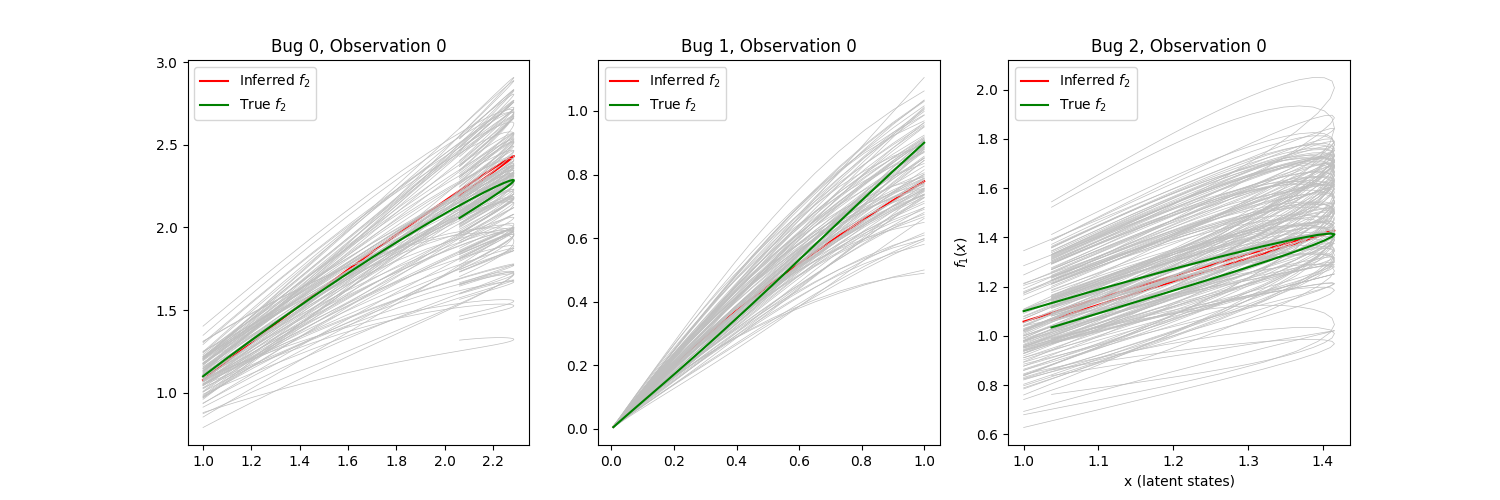 Bug 0, Observation 0
Inferred f₂
True f₂
3.0
2.5
2.0
1.5
1.0
1.0 1.2 1.4 1.6 1.8 2.0 2.2
Bug 1, Observation 0
Inferred f₂
True f₂
1.0
0.8
0.6
0.4
0.2
0.0
0.0 0.2 0.4 0.6 0.8 1.0
Bug 2, Observation 0
Inferred f₂
True f₂
f₁(x)
2.0
1.8
1.6
1.4
1.2
1.0
0.8
0.6
1.0 1.1 1.2 1.3 1.4
x (latent states)